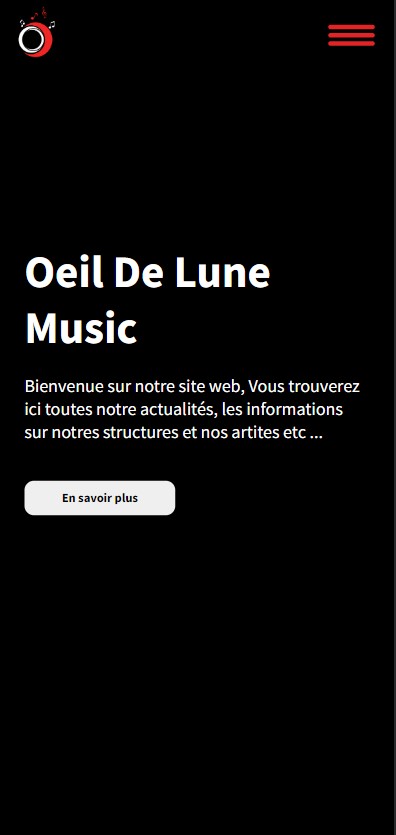 Oeil De Lune
Music
Bienvenue sur notre site web, Vous trouverez
ici toutes notre actualités, les informations
sur notres structures et nos artites etc ...
En savoir plus